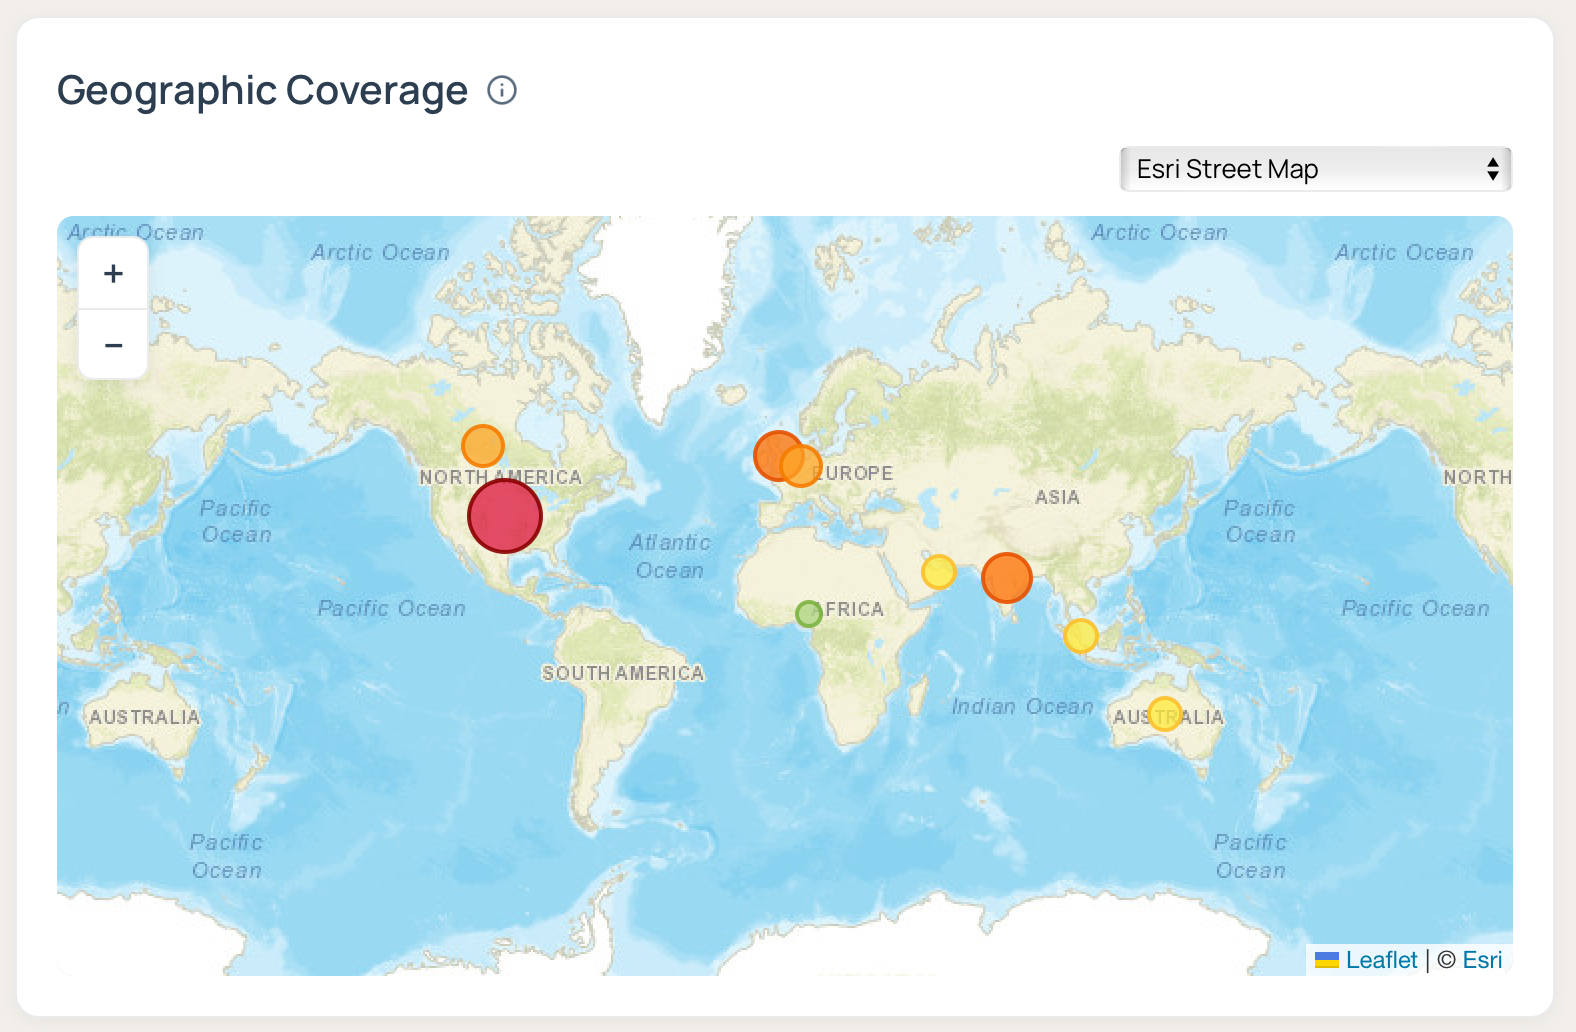 Geographic Coverage
Esri Street Map
Arctic Ocean
Arctic Ocean
Arctic Ocean
Arctic Ocean
+
−
NORTH AMERICA
EUROPE
ASIA
NORTH
Pacific
Ocean
Atlantic
Ocean
Pacific
Ocean
Pacific Ocean
AFRICA
Pacific Ocean
SOUTH AMERICA
Indian Ocean
n
AUSTRALIA
AUSTRALIA
Pacific
Ocean
Pacific
Ocean
Leaflet | © Esri